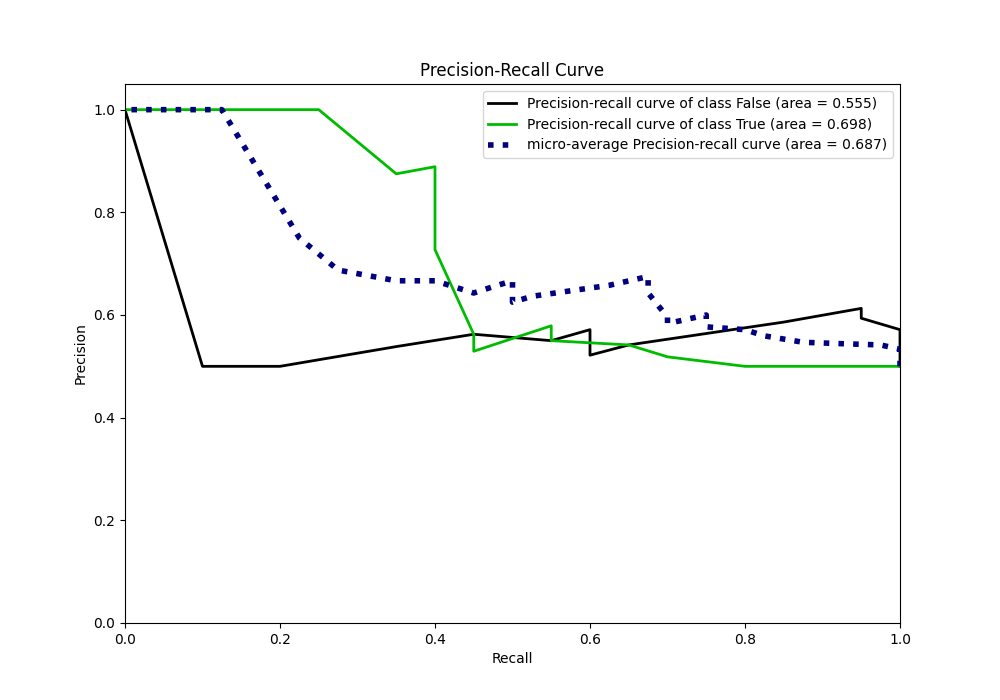 Precision-Recall Curve
Precision-recall curve of class False (area = 0.555)
Precision-recall curve of class True (area = 0.698)
micro-average Precision-recall curve (area = 0.687)
1.0
0.8
0.6
0.4
0.2
0.0
Precision
0.0 0.2 0.4 0.6 0.8 1.0
Recall